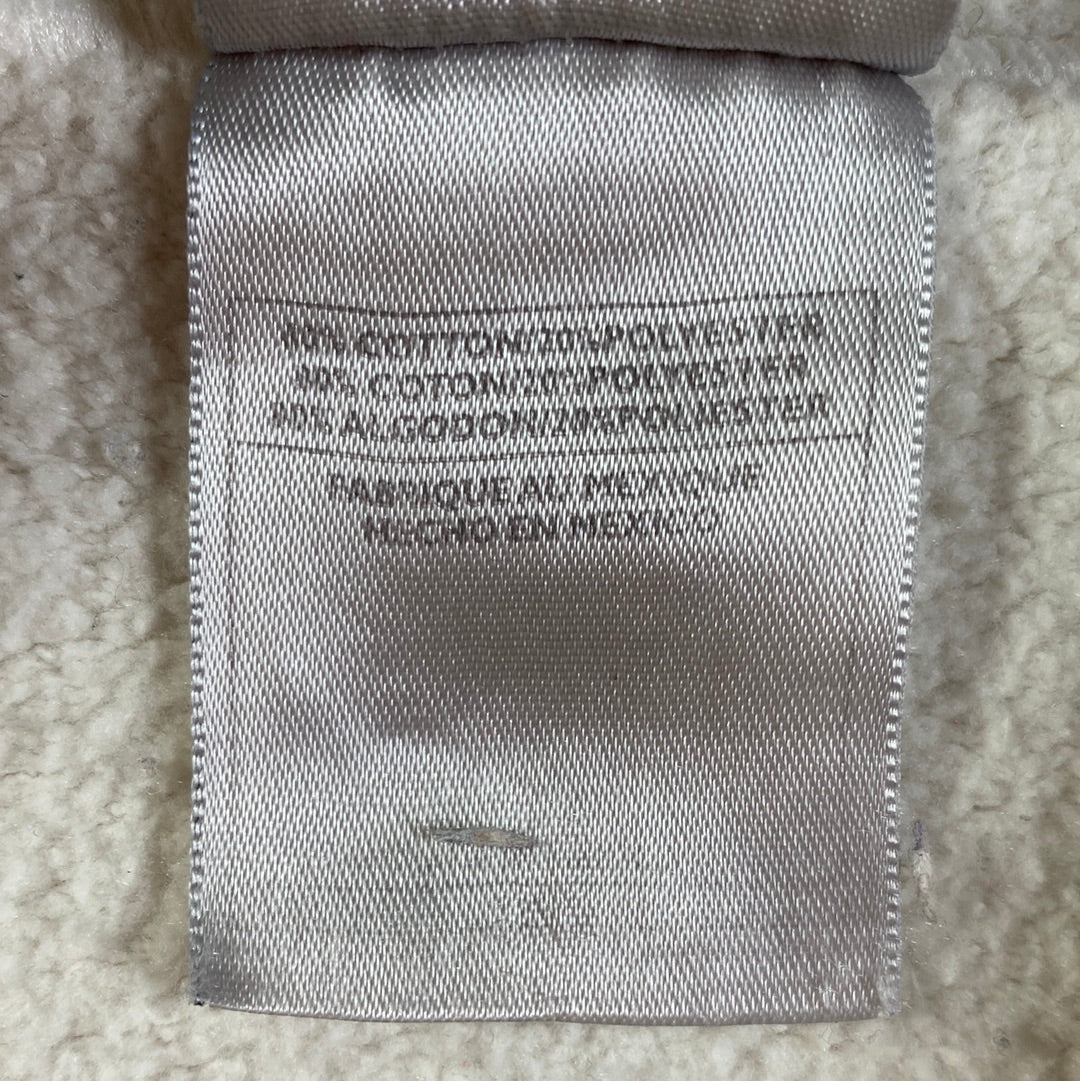 80% COTTON/20%POLYESTER
80% COTON/20%POLYESTER
80% ALGODON/20%POLIESTER
FABRIQUE AU MEXIQUE
HECHO EN MEXICO